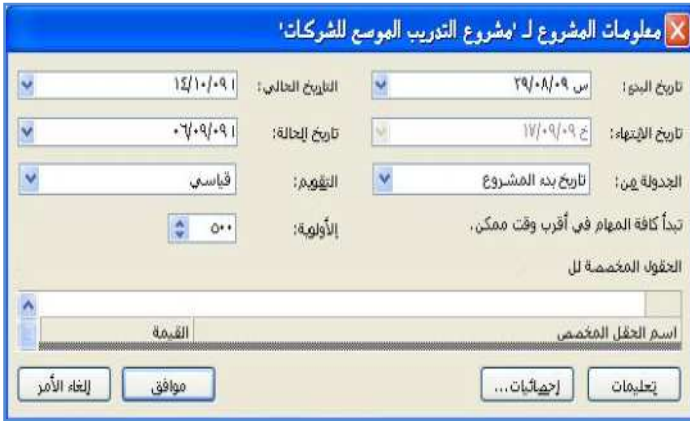 معلومات المشروع لـ 'مشروع التدريب الموسع للشركات'
تاريخ البدء: س ٢٩/٠٨/٠٩ التاريخ الحالي: ا ١٤/١٠/٠٩
تاريخ الانتهاء: خ ١٧/٠٩/٠٩ تاريخ الحالة: ا ٠٦/٠٩/٠٩
الجدولة من: تاريخ بدء المشروع التقويم: قياسي
تبدأ كافة المهام في أقرب وقت ممكن. الأولوية: ٥٠٠
الحقول المخصصة لل
اسم الحقل المخصص القيمة
تعليمات إحصائيات... موافق إلغاء الأمر